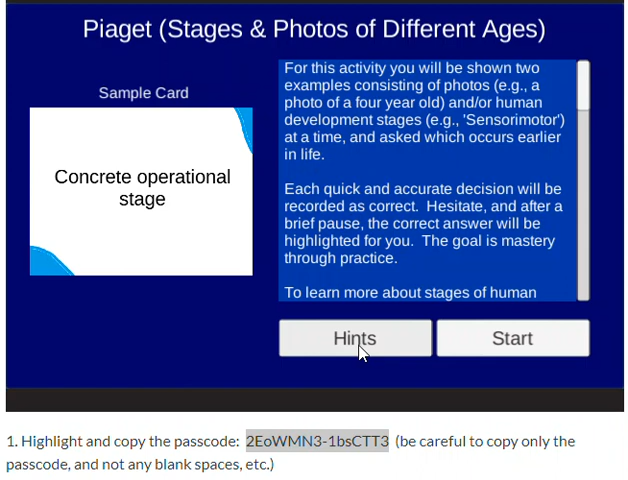 Piaget (Stages & Photos of Different Ages)
Sample Card
Concrete operational
stage
For this activity you will be shown two
examples consisting of photos (e.g., a
photo of a four year old) and/or human
development stages (e.g., 'Sensorimotor')
at a time, and asked which occurs earlier
in life.
Each quick and accurate decision will be
recorded as correct. Hesitate, and after a
brief pause, the correct answer will be
highlighted for you. The goal is mastery
through practice.
To learn more about stages of human
Hints
Start
1. Highlight and copy the passcode: 2EoWMN3-1bsCTT3 (be careful to copy only the
passcode, and not any blank spaces, etc.)